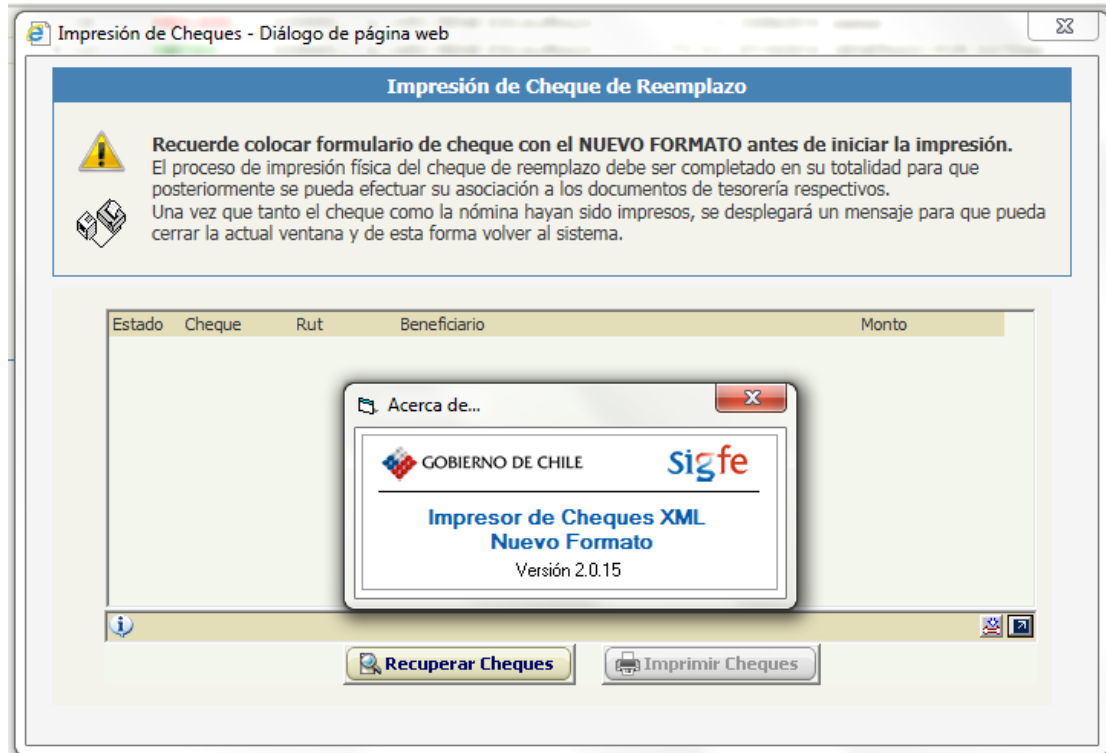 Impresión de Cheques - Diálogo de página web
Impresión de Cheque de Reemplazo
Recuerde colocar formulario de cheque con el NUEVO FORMATO antes de iniciar la impresión.
El proceso de impresión física del cheque de reemplazo debe ser completado en su totalidad para que
posteriormente se pueda efectuar su asociación a los documentos de tesorería respectivos.
Una vez que tanto el cheque como la nómina hayan sido impresos, se desplegará un mensaje para que pueda
cerrar la actual ventana y de esta forma volver al sistema.
Estado Cheque Rut Beneficiario Monto
Acerca de...
GOBIERNO DE CHILE sigfe
Impresor de Cheques XML
Nuevo Formato
Versión 2.0.15
Recuperar Cheques Imprimir Cheques